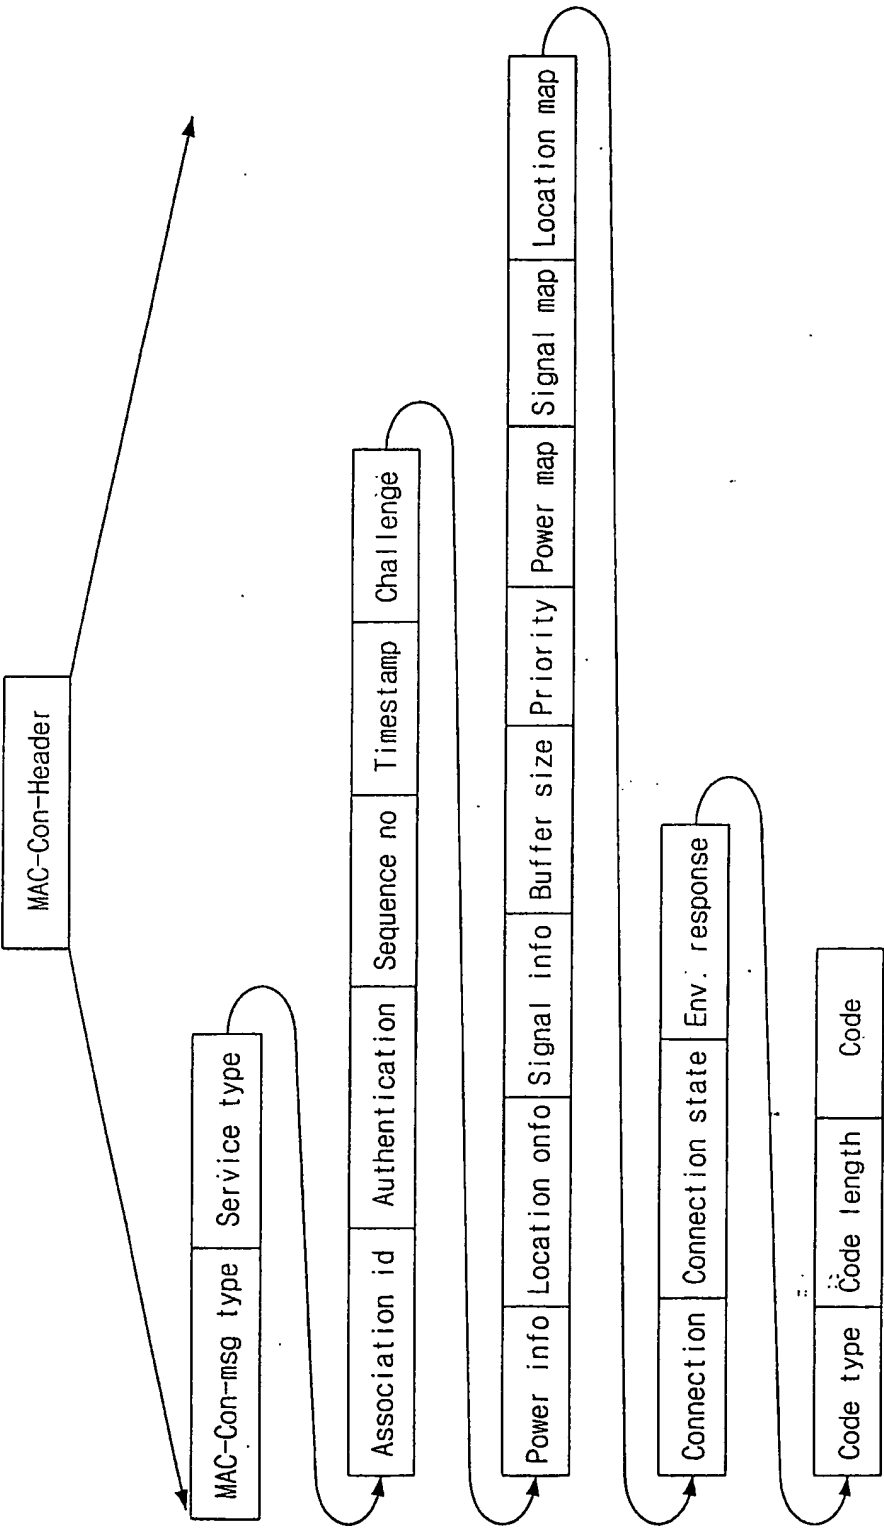 MAC-Con-Header
MAC-Con-msg type Service type
Association id Authentication Sequence no Timestamp Challenge
Power info Location onfo Signal info Buffer size Priority Power map Signal map Location map
Connection Connection state Env. response
Code type Code length Code